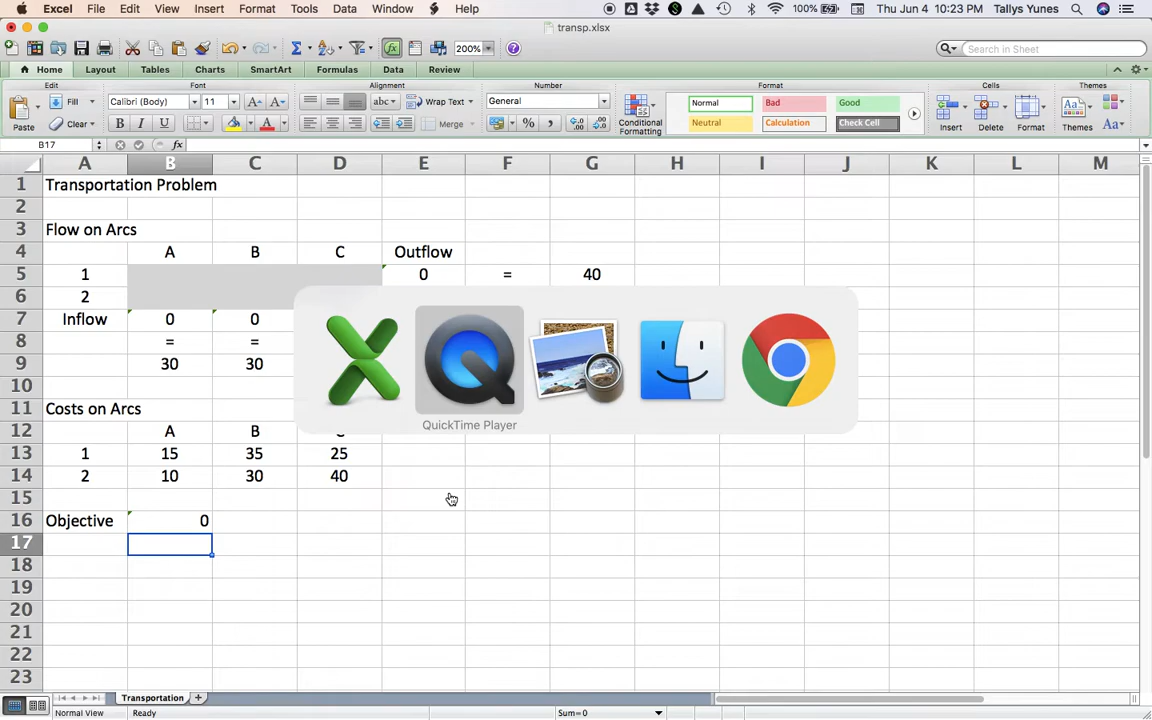 Excel File Edit View Insert Format Tools Data Window Help 100% Thu Jun 4 10:23 PM Tallys Yunes
transp.xlsx
200% Search in Sheet
Home Layout Tables Charts SmartArt Formulas Data Review
Edit Font Alignment Number Format Cells Themes
Paste Fill Calibri (Body) 11 abc Wrap Text General Normal Bad Good
Clear B I U Merge % Conditional Formatting Neutral Calculation Check Cell Insert Delete Format Themes Aa
B17 fx
A B C D E F G H I J K L M
1 Transportation Problem
2
3 Flow on Arcs
4 A B C Outflow
5 1 0 = 40
6 2
7 Inflow 0 0
8 = =
9 30 30
QuickTime Player
10
11 Costs on Arcs
12 A B
13 1 15 35 25
14 2 10 30 40
15
16 Objective 0
17
18
19
20
21
22
23
Transportation
Normal View Ready Sum=0